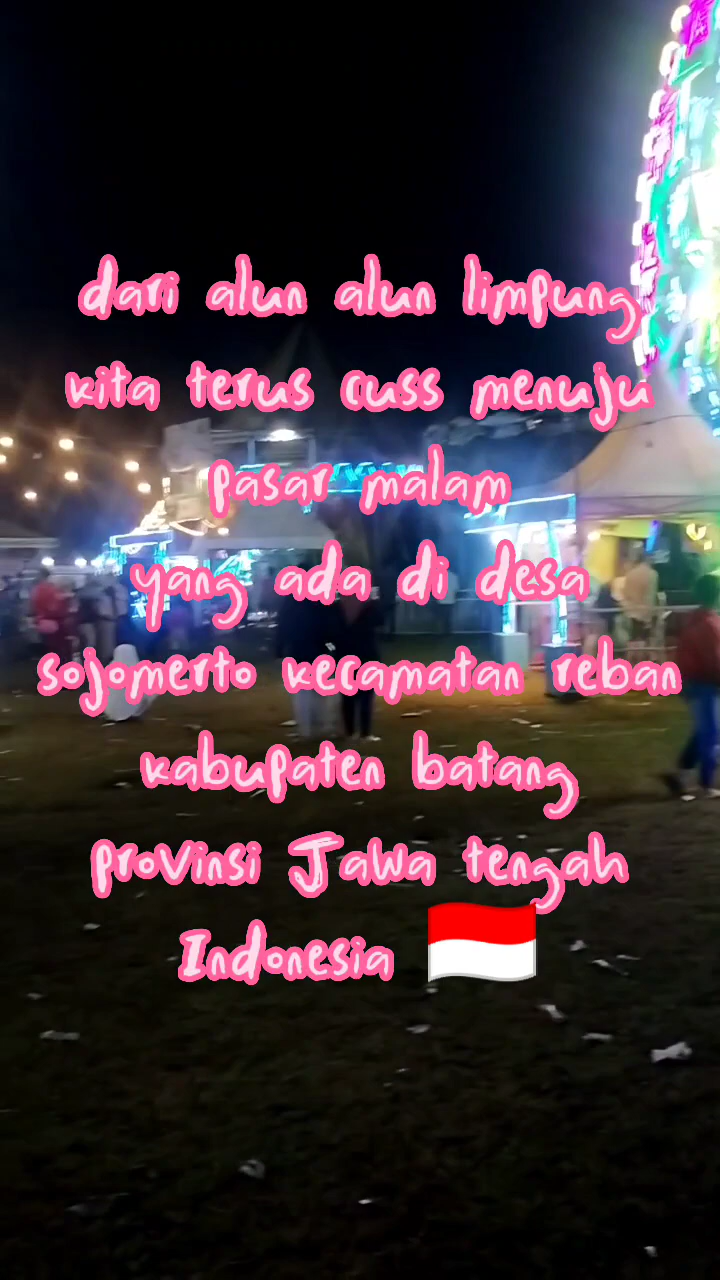 dari alun alun limpung
kita terus cuss menuju
pasar malam
yang ada di desa
sojomerto kecamatan reban
kabupaten batang
provinsi Jawa tengah
Indonesia 🇮🇩